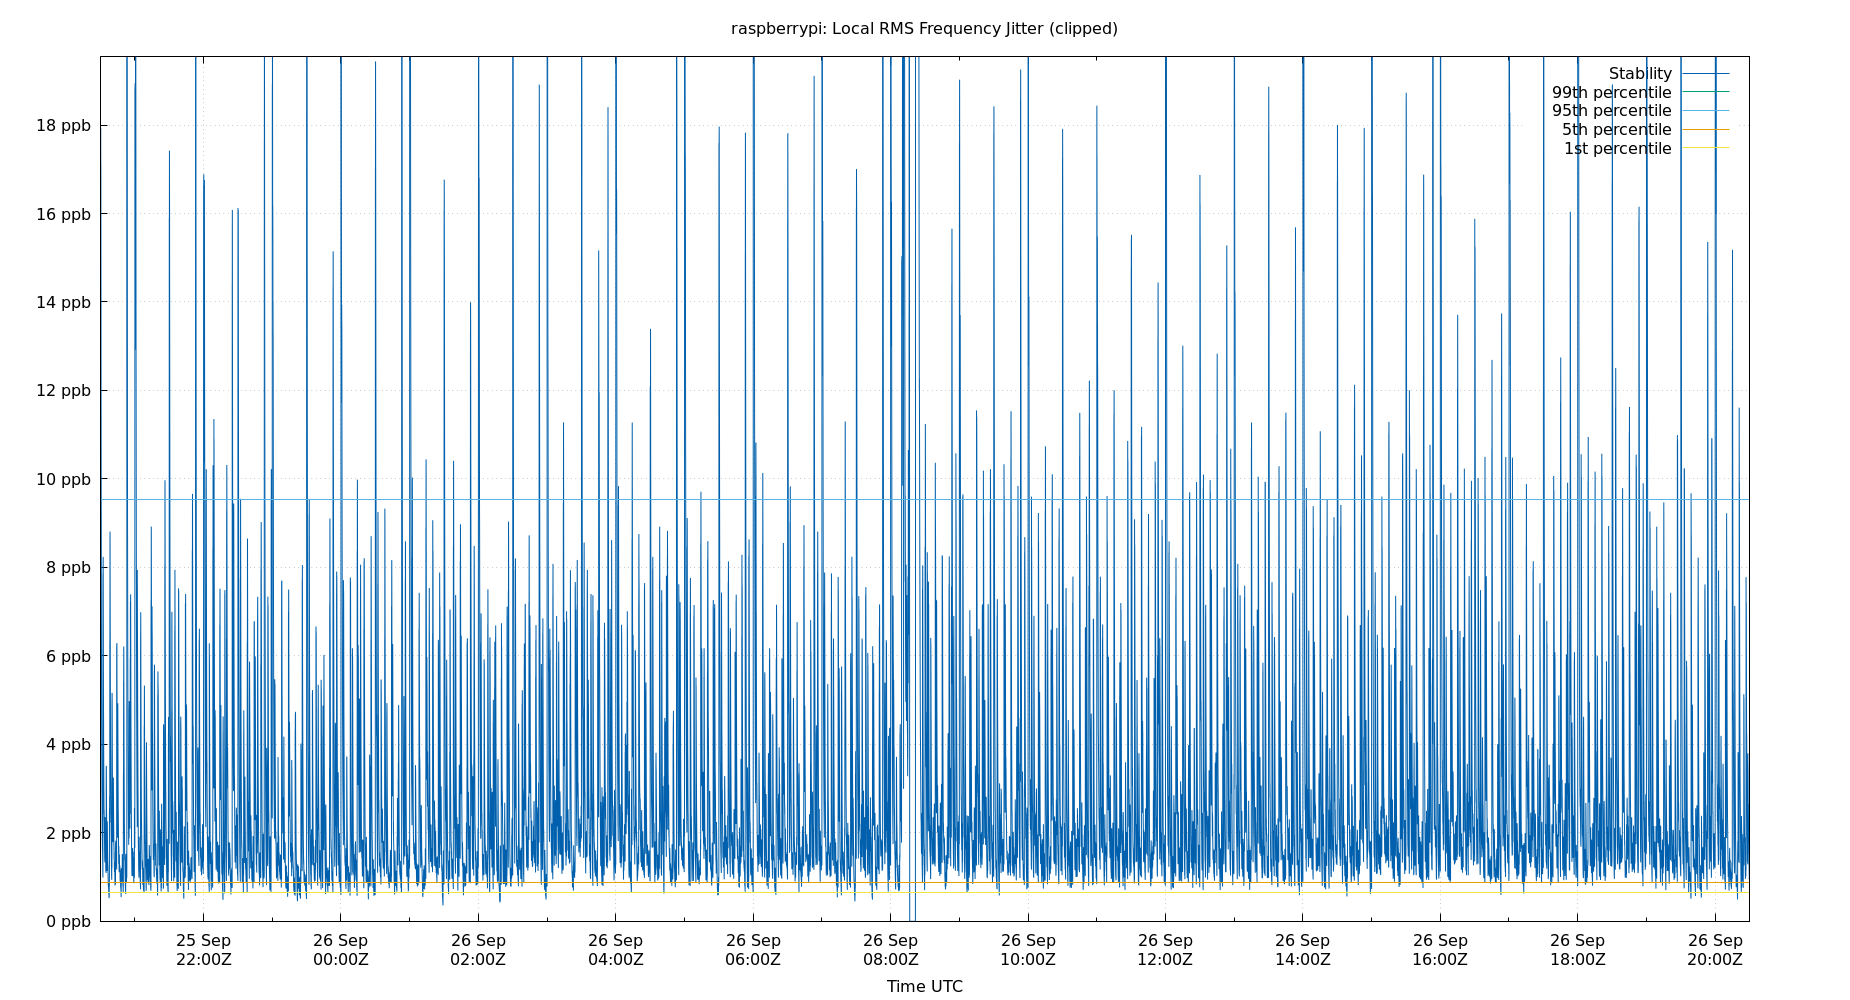 raspberrypi: Local RMS Frequency Jitter (clipped)
Stability
99th percentile
95th percentile
5th percentile
1st percentile
18 ppb
16 ppb
14 ppb
12 ppb
10 ppb
8 ppb
6 ppb
4 ppb
2 ppb
0 ppb
25 Sep 26 Sep 26 Sep 26 Sep 26 Sep 26 Sep 26 Sep 26 Sep 26 Sep 26 Sep 26 Sep 26 Sep
22:00Z 00:00Z 02:00Z 04:00Z 06:00Z 08:00Z 10:00Z 12:00Z 14:00Z 16:00Z 18:00Z 20:00Z
Time UTC